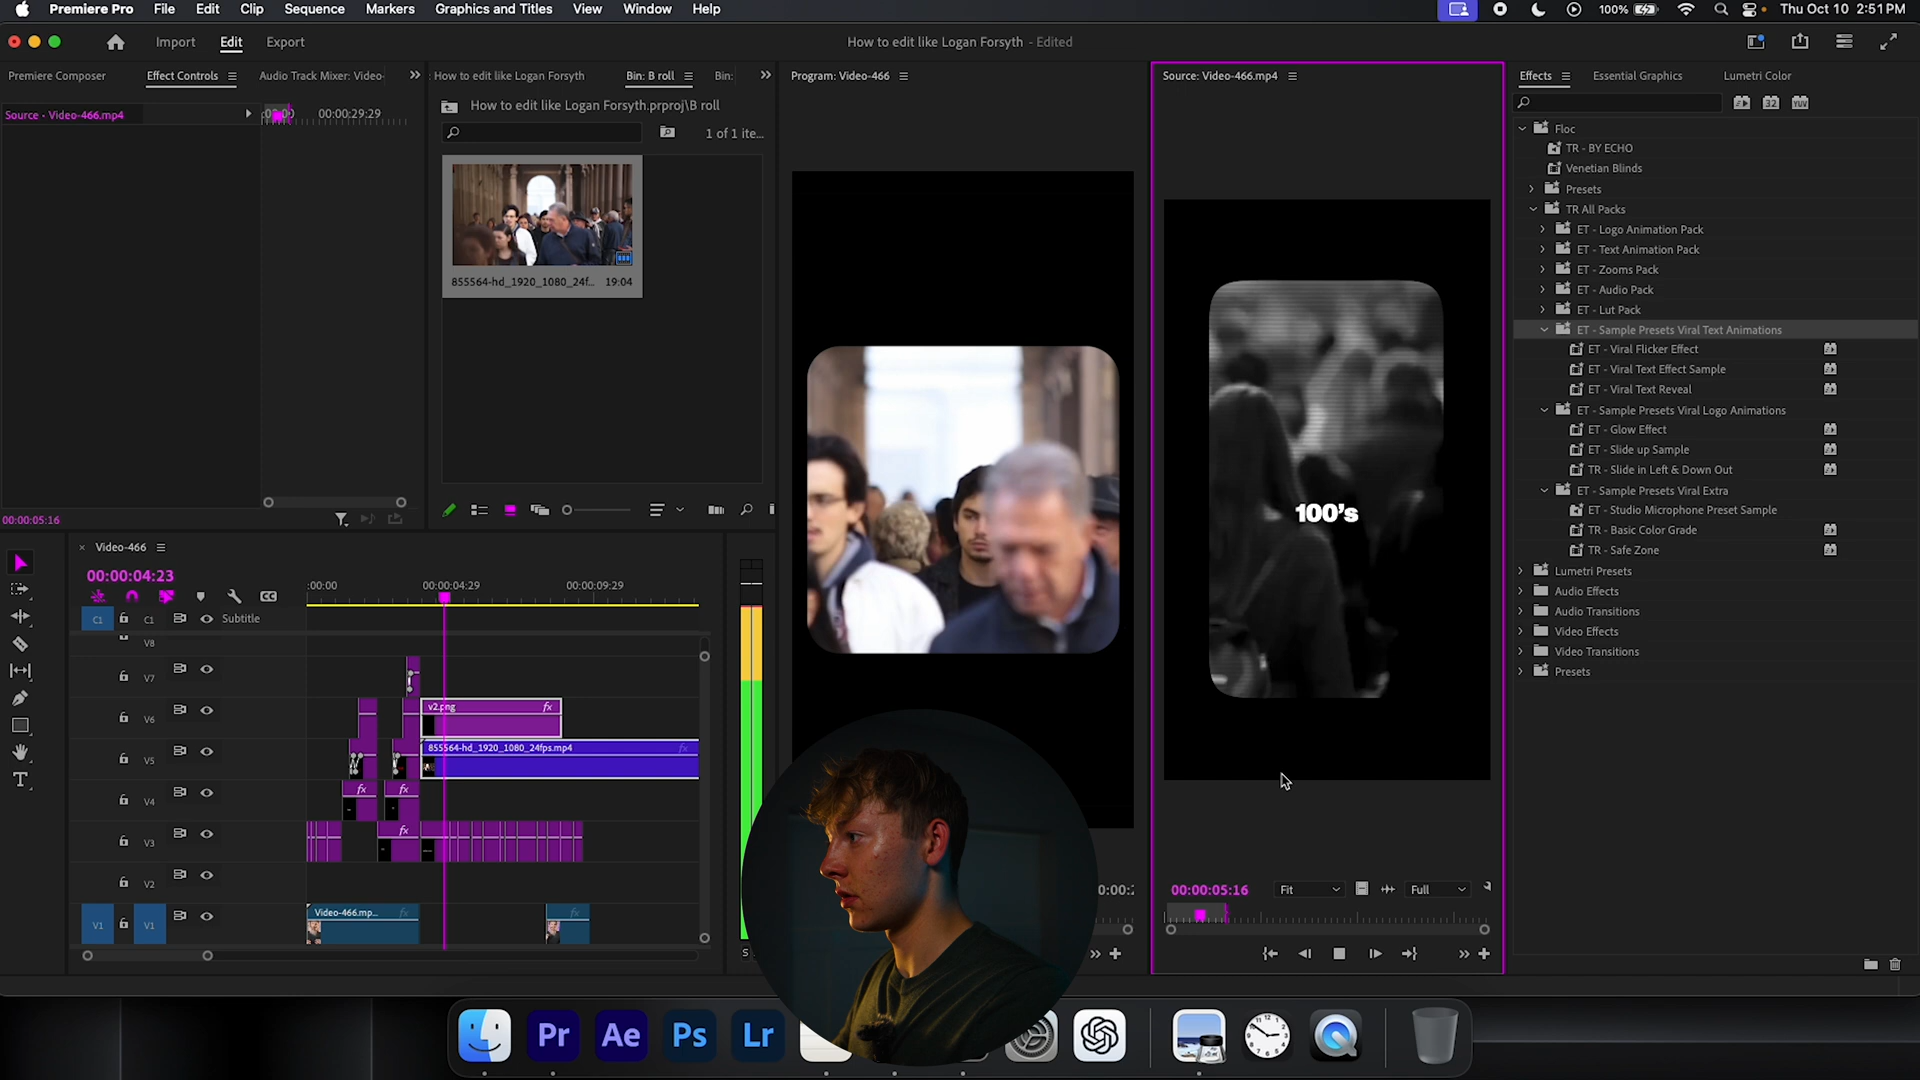 Premiere Pro File Edit Clip Sequence Markers Graphics and Titles View Window Help
100% Thu Oct 10 2:51 PM
Import Edit Export
How to edit like Logan Forsyth - Edited
Premiere Composer Effect Controls Audio Track Mixer: Video-
Source - Video-466.mp4
00:00:29:29
00:00:05:16
: How to edit like Logan Forsyth Bin: B roll Bin:
How to edit like Logan Forsyth.prproj\B roll
1 of 1 ite...
855564-hd_1920_1080_24f... 19:04
Program: Video-466
Source: Video-466.mp4
100's
00:00:05:16 Fit Full
Effects Essential Graphics Lumetri Color
32 YUV
Floc
TR - BY ECHO
Venetian Blinds
Presets
TR All Packs
ET - Logo Animation Pack
ET - Text Animation Pack
ET - Zooms Pack
ET - Audio Pack
ET - Lut Pack
ET - Sample Presets Viral Text Animations
ET - Viral Flicker Effect
ET - Viral Text Effect Sample
ET - Viral Text Reveal
ET - Sample Presets Viral Logo Animations
ET - Glow Effect
ET - Slide up Sample
TR - Slide in Left & Down Out
ET - Sample Presets Viral Extra
ET - Studio Microphone Preset Sample
TR - Basic Color Grade
TR - Safe Zone
Lumetri Presets
Audio Effects
Audio Transitions
Video Effects
Video Transitions
Presets
Video-466
00:00:04:23
:00:00 00:00:04:29 00:00:09:29
CC
C1 C1 Subtitle
V8
V7
V6 v2.png fx
V5 855564-hd_1920_1080_24fps.mp4 fx
V4 fx fx
V3 fx
V2
V1 V1 Video-466.mp... fx fx
S
T
Pr Ae Ps Lr